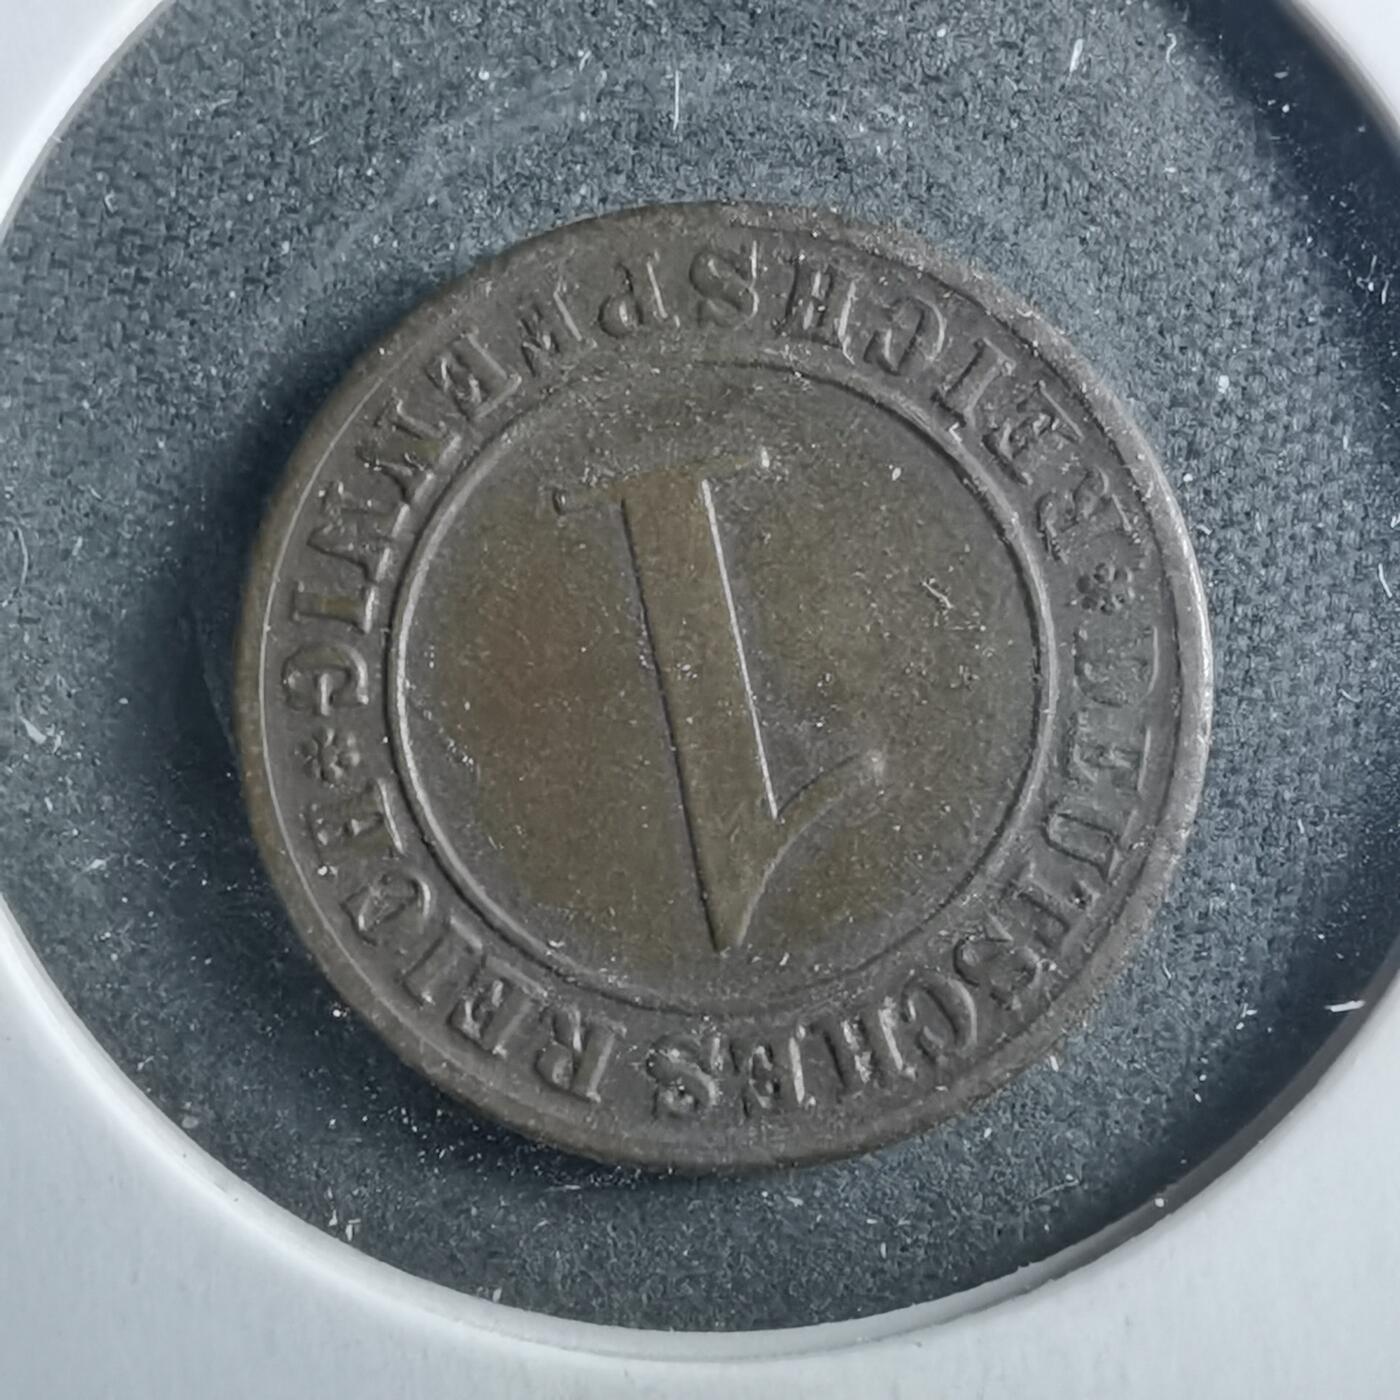 DEUTSCHES REICH
1
REICHSPFENNIG